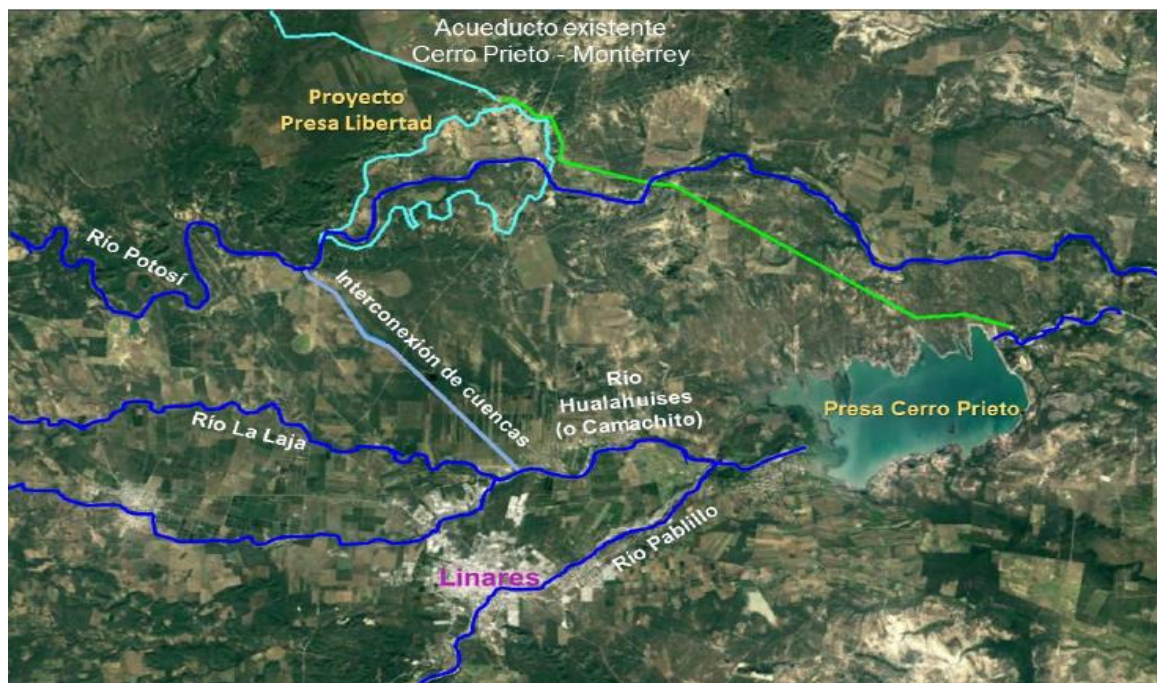 Acueducto existente
Cerro Prieto - Monterrey
Proyecto
Presa Libertad
Río Potosí
Interconexión de cuencas
Río
Hualahuises
(o Camachito)
Presa Cerro Prieto
Río La Laja
Río Pablillo
Linares